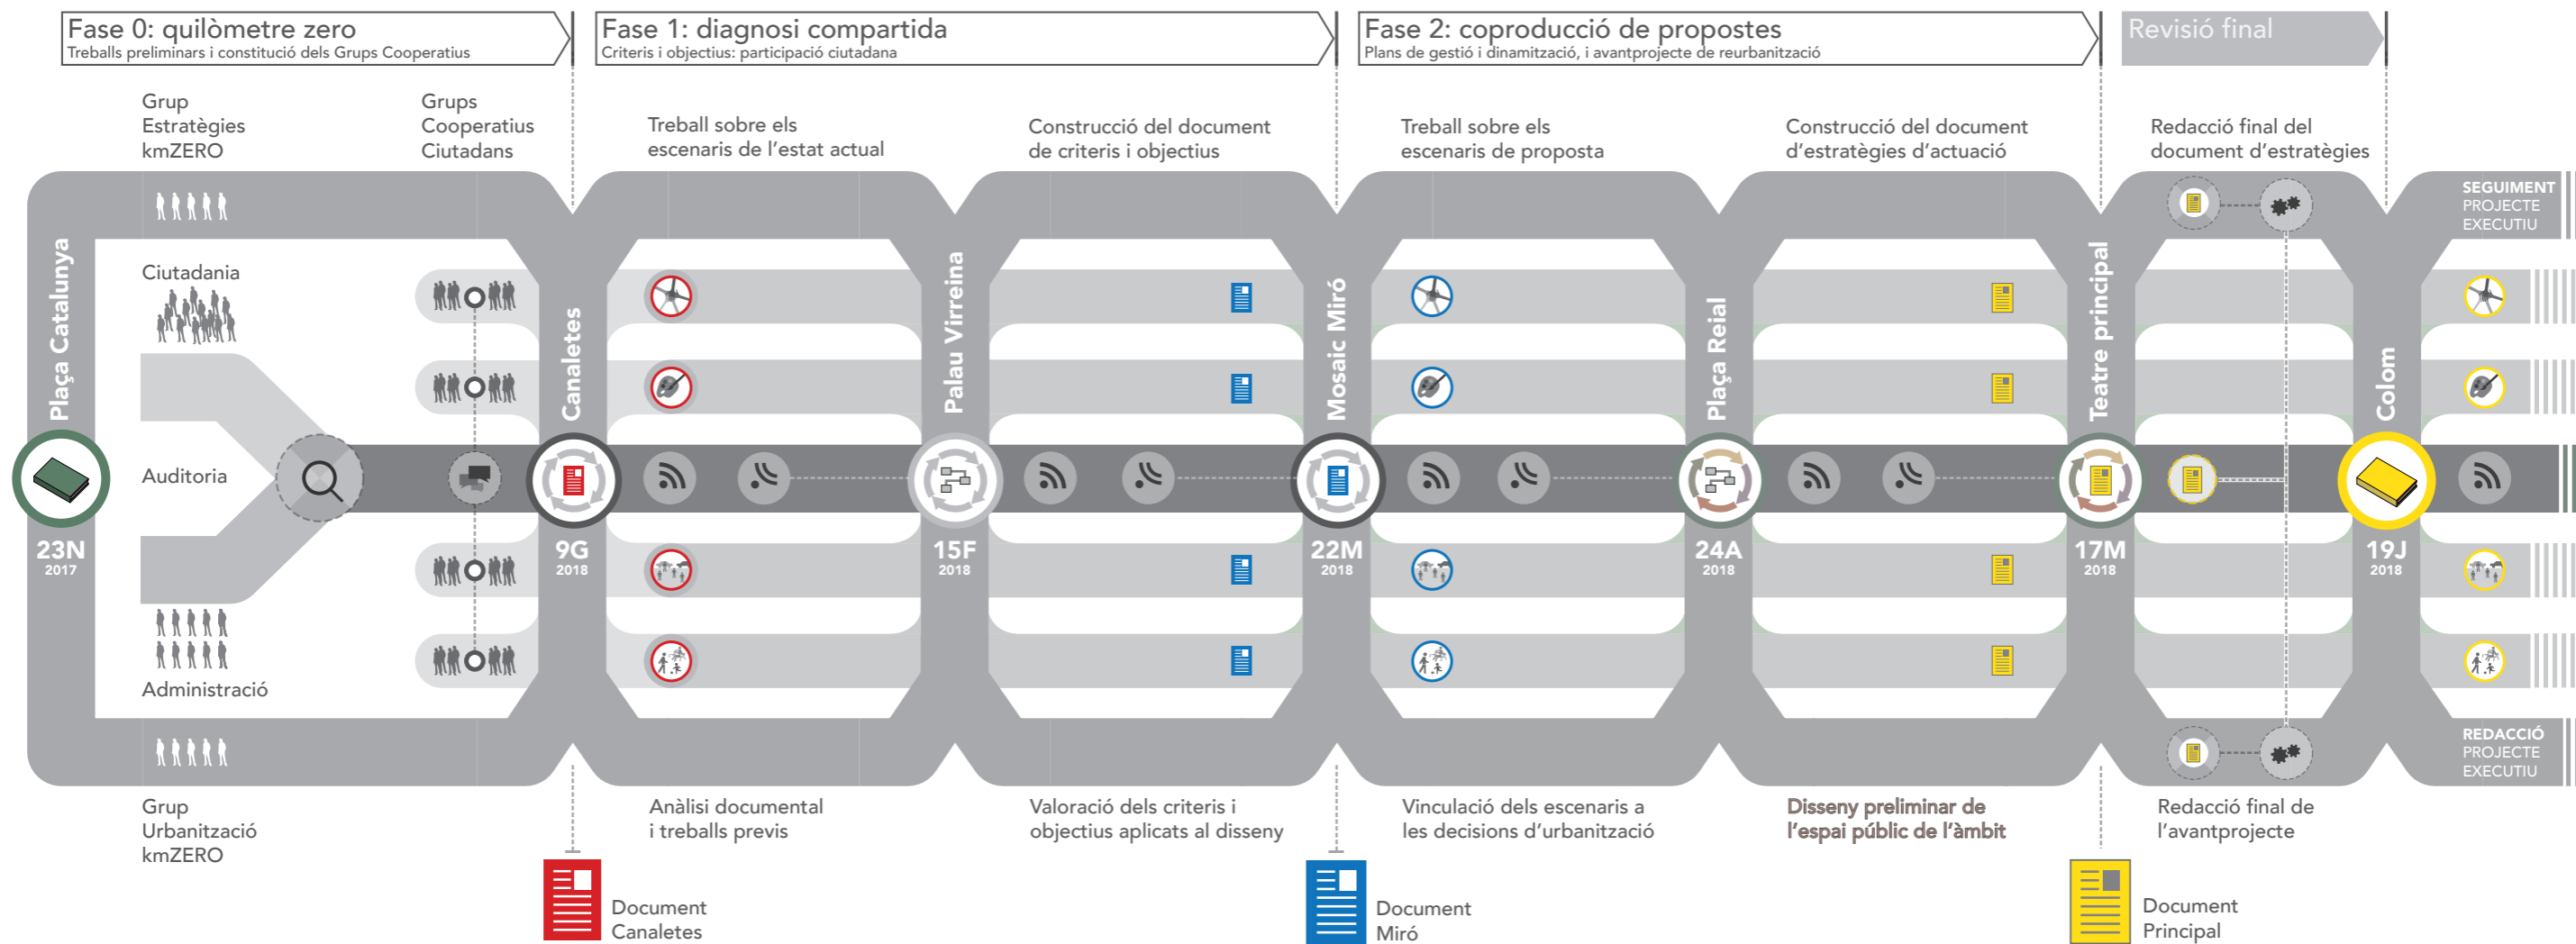 Fase 0: quilòmetre zero
Treballs preliminars i constitució dels Grups Cooperatius
Fase 1: diagnosi compartida
Criteris i objectius: participació ciutadana
Fase 2: coproducció de propostes
Plans de gestió i dinamització, i avantprojecte de reurbanització
Revisió final
Grup
Estratègies
kmZERO
Grups
Cooperatius
Ciutadans
Treball sobre els
escenaris de l'estat actual
Construcció del document
de criteris i objectius
Treball sobre els
escenaris de proposta
Construcció del document
d'estratègies d'actuació
Redacció final del
document d'estratègies
SEGUIMENT
PROJECTE
EXECUTIU
Plaça Catalunya
Ciutadania
Auditoria
Administració
Canaletes
Palau Virreina
Mosaic Miró
Plaça Reial
Teatre principal
Colom
23N
2017
9G
2018
15F
2018
22M
2018
24A
2018
17M
2018
19J
2018
REDACCIÓ
PROJECTE
EXECUTIU
Grup
Urbanització
kmZERO
Anàlisi documental
i treballs previs
Valoració dels criteris i
objectius aplicats al disseny
Vinculació dels escenaris a
les decisions d'urbanització
Disseny preliminar de
l'espai públic de l'àmbit
Redacció final de
l'avantprojecte
Document
Canaletes
Document
Miró
Document
Principal